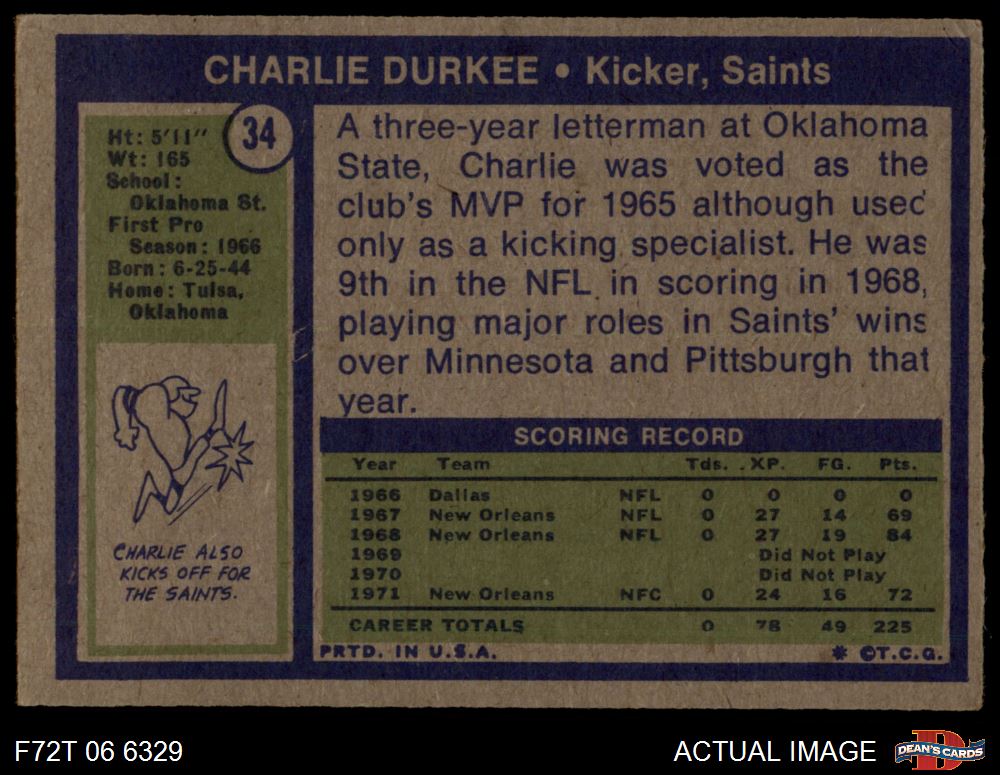 CHARLIE DURKEE • Kicker, Saints
34
Ht: 5'11"
Wt: 165
School:
Oklahoma St.
First Pro
Season: 1966
Born: 6-25-44
Home: Tulsa,
Oklahoma
CHARLIE ALSO
KICKS OFF FOR
THE SAINTS.
A three-year letterman at Oklahoma
State, Charlie was voted as the
club's MVP for 1965 although used
only as a kicking specialist. He was
9th in the NFL in scoring in 1968,
playing major roles in Saints' wins
over Minnesota and Pittsburgh that
year.
SCORING RECORD
Year Team Tds. XP. FG. Pts.
1966 Dallas NFL 0 0 0 0
1967 New Orleans NFL 0 27 14 69
1968 New Orleans NFL 0 27 19 84
1969 Did Not Play
1970 Did Not Play
1971 New Orleans NFC 0 24 16 72
CAREER TOTALS 0 78 49 225
PRTD. IN U.S.A. * ©T.C.G.
F72T 06 6329 ACTUAL IMAGE DEAN'S CARDS